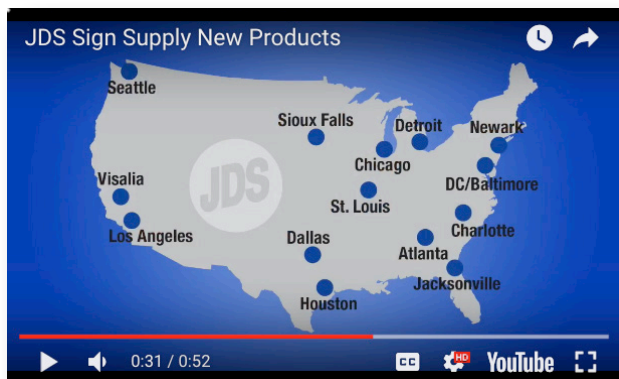 JDS Sign Supply New Products
Seattle
Sioux Falls
Detroit
Newark
Chicago
Visalia
JDS
DC/Baltimore
St. Louis
Los Angeles
Charlotte
Dallas
Atlanta
Jacksonville
Houston
0:31 / 0:52
CC
HD
YouTube